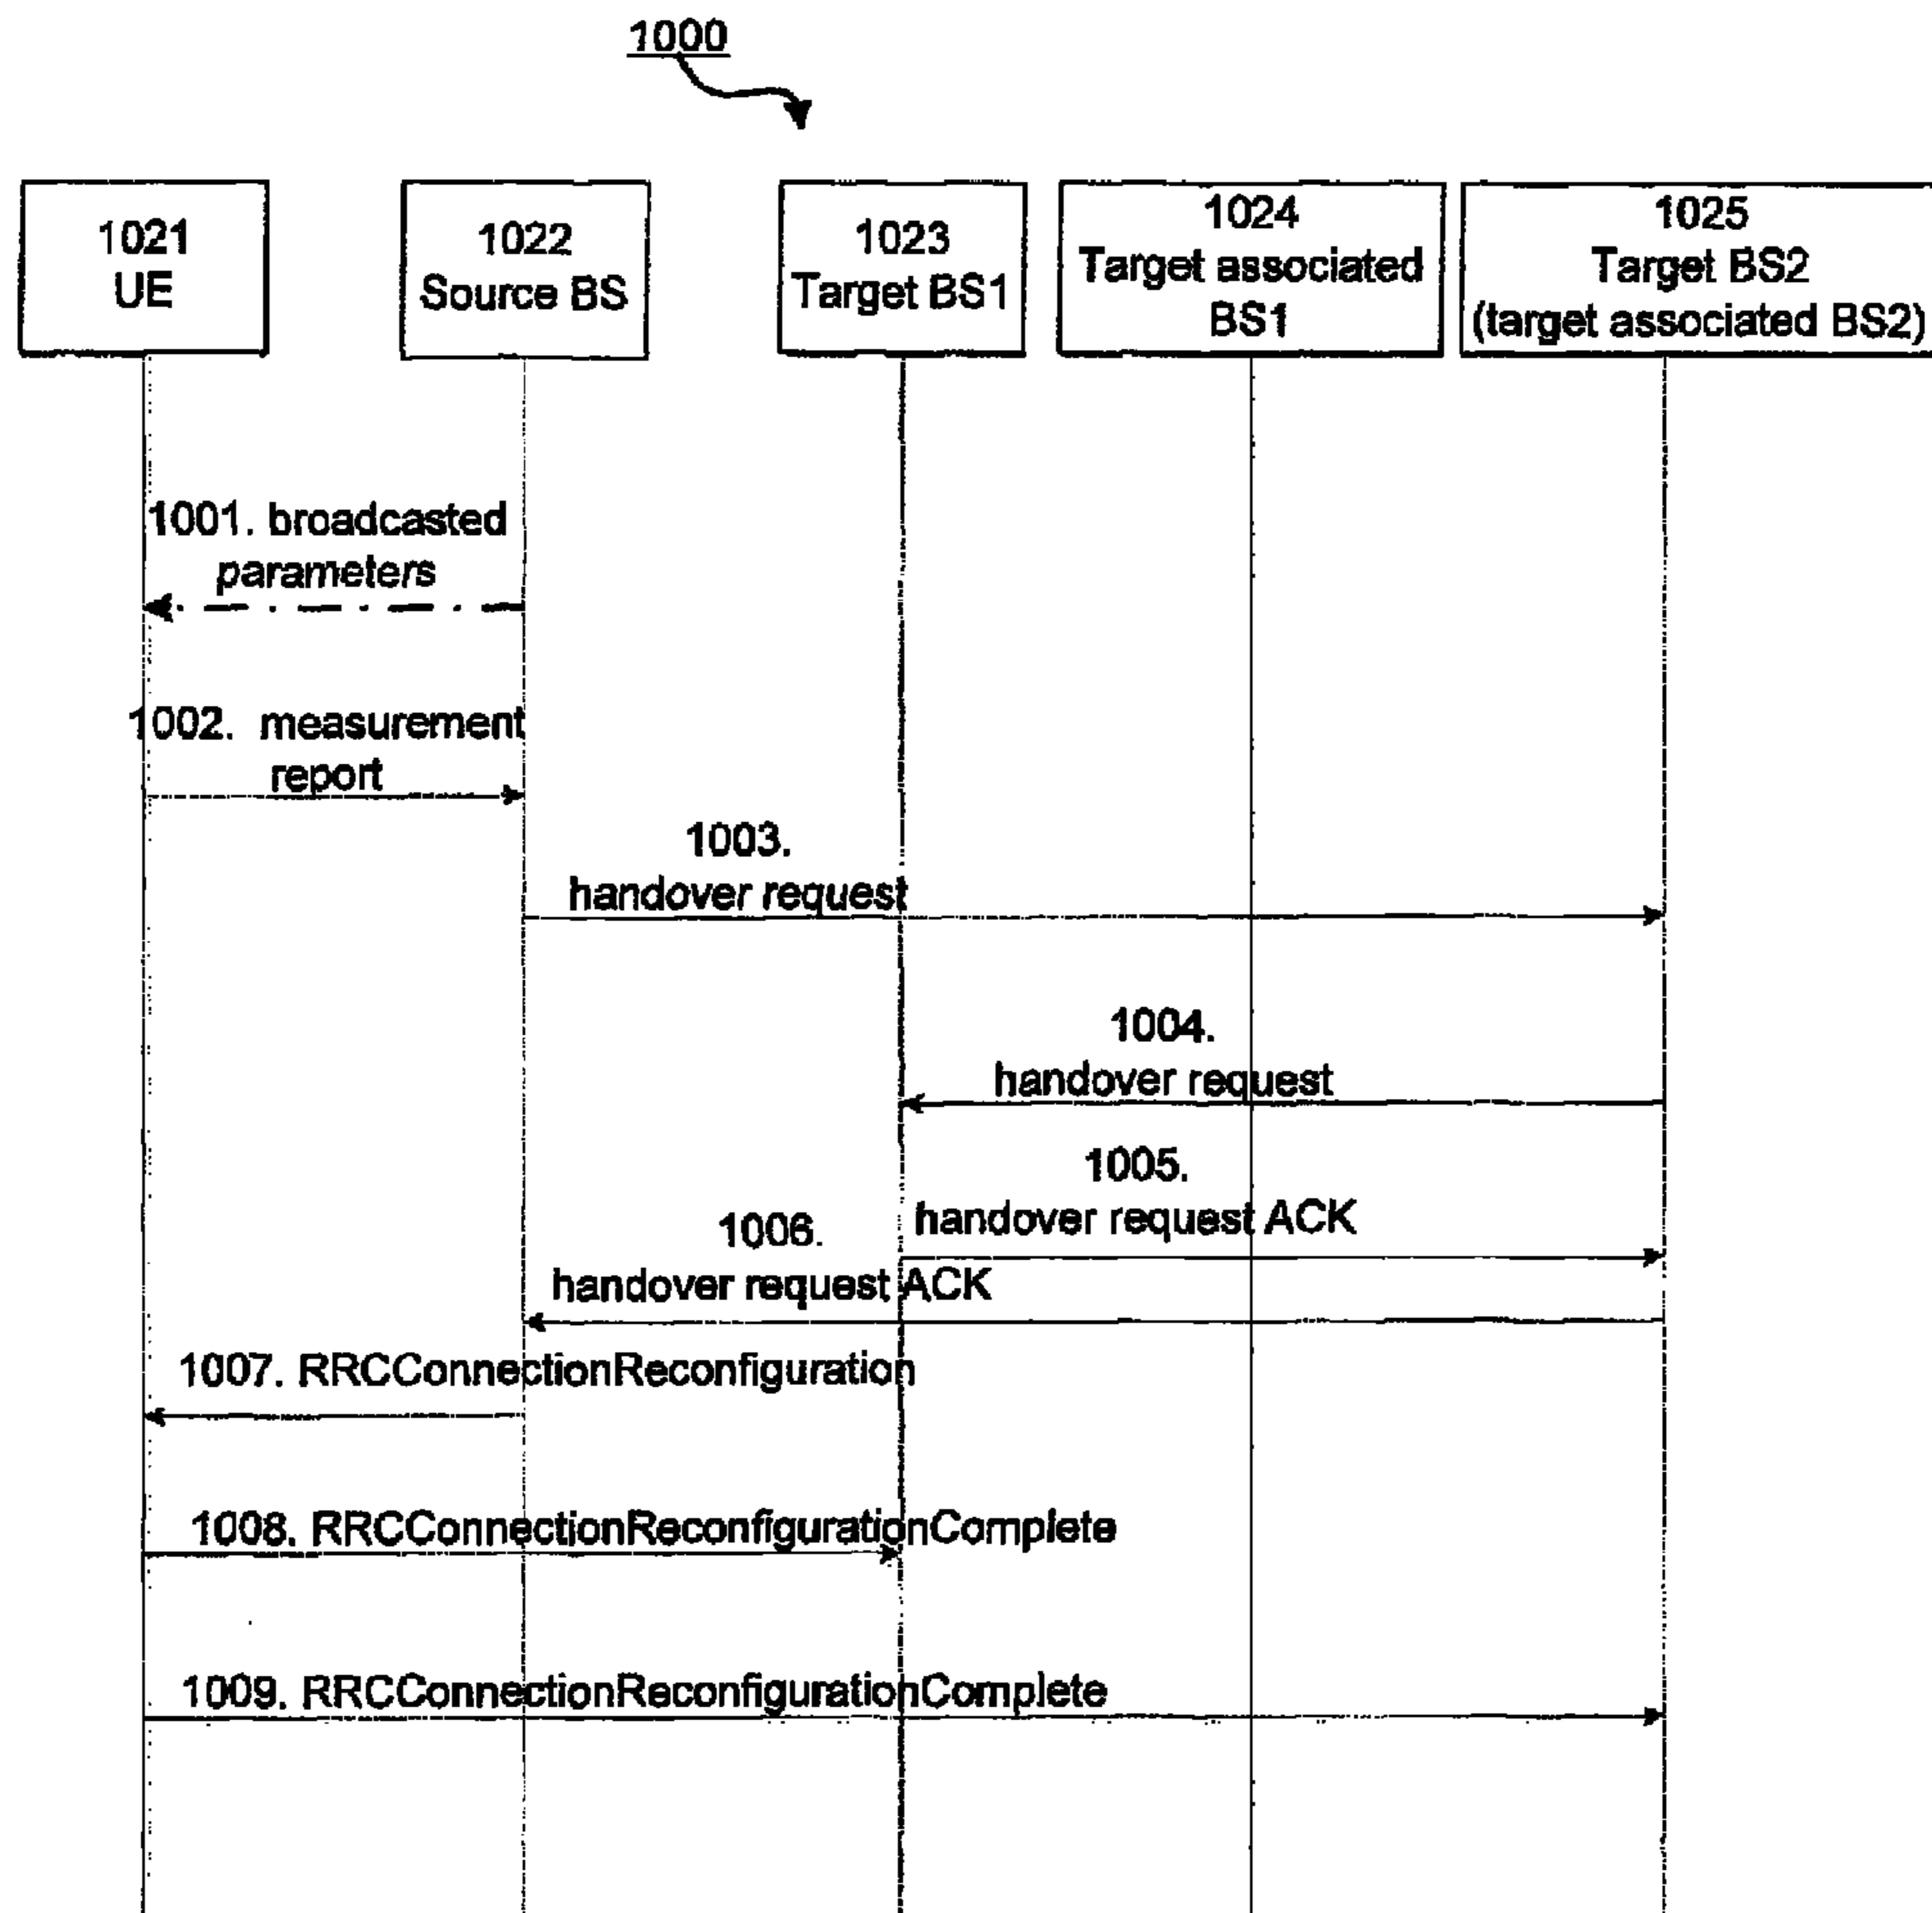 1000
1021
UE
1022
Source BS
1023
Target BS1
1024
Target associated
BS1
1025
Target BS2
(target associated BS2)
1001. broadcasted
parameters
1002. measurement
report
1003.
handover request
1004.
handover request
1005.
handover request ACK
1006.
handover request ACK
1007. RRCConnectionReconfiguration
1008. RRCConnectionReconfigurationComplete
1009. RRCConnectionReconfigurationComplete